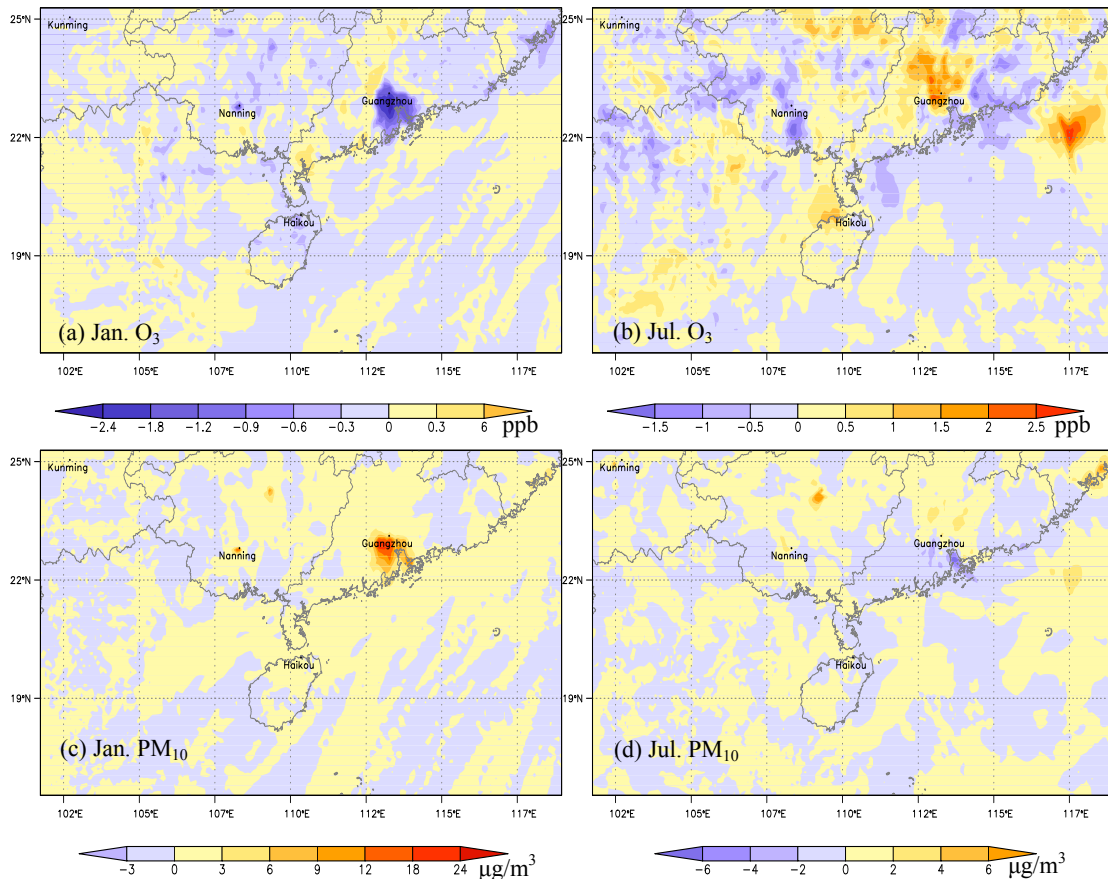 25°N
Kunming
Guangzhou
Nanning
22°N
Haikou
19°N
(a) Jan. O₃
102°E 105°E 107°E 110°E 112°E 115°E 117°E
−2.4 −1.8 −1.2 −0.9 −0.6 −0.3 0 0.3 6 ppb
25°N
Kunming
Guangzhou
Nanning
22°N
Haikou
19°N
(b) Jul. O₃
102°E 105°E 107°E 110°E 112°E 115°E 117°E
−1.5 −1 −0.5 0 0.5 1 1.5 2 2.5 ppb
25°N
Kunming
Guangzhou
Nanning
22°N
Haikou
19°N
(c) Jan. PM₁₀
102°E 105°E 107°E 110°E 112°E 115°E 117°E
−3 0 3 6 9 12 18 24 μg/m³
25°N
Kunming
Guangzhou
Nanning
22°N
Haikou
19°N
(d) Jul. PM₁₀
102°E 105°E 107°E 110°E 112°E 115°E 117°E
−6 −4 −2 0 2 4 6 μg/m³